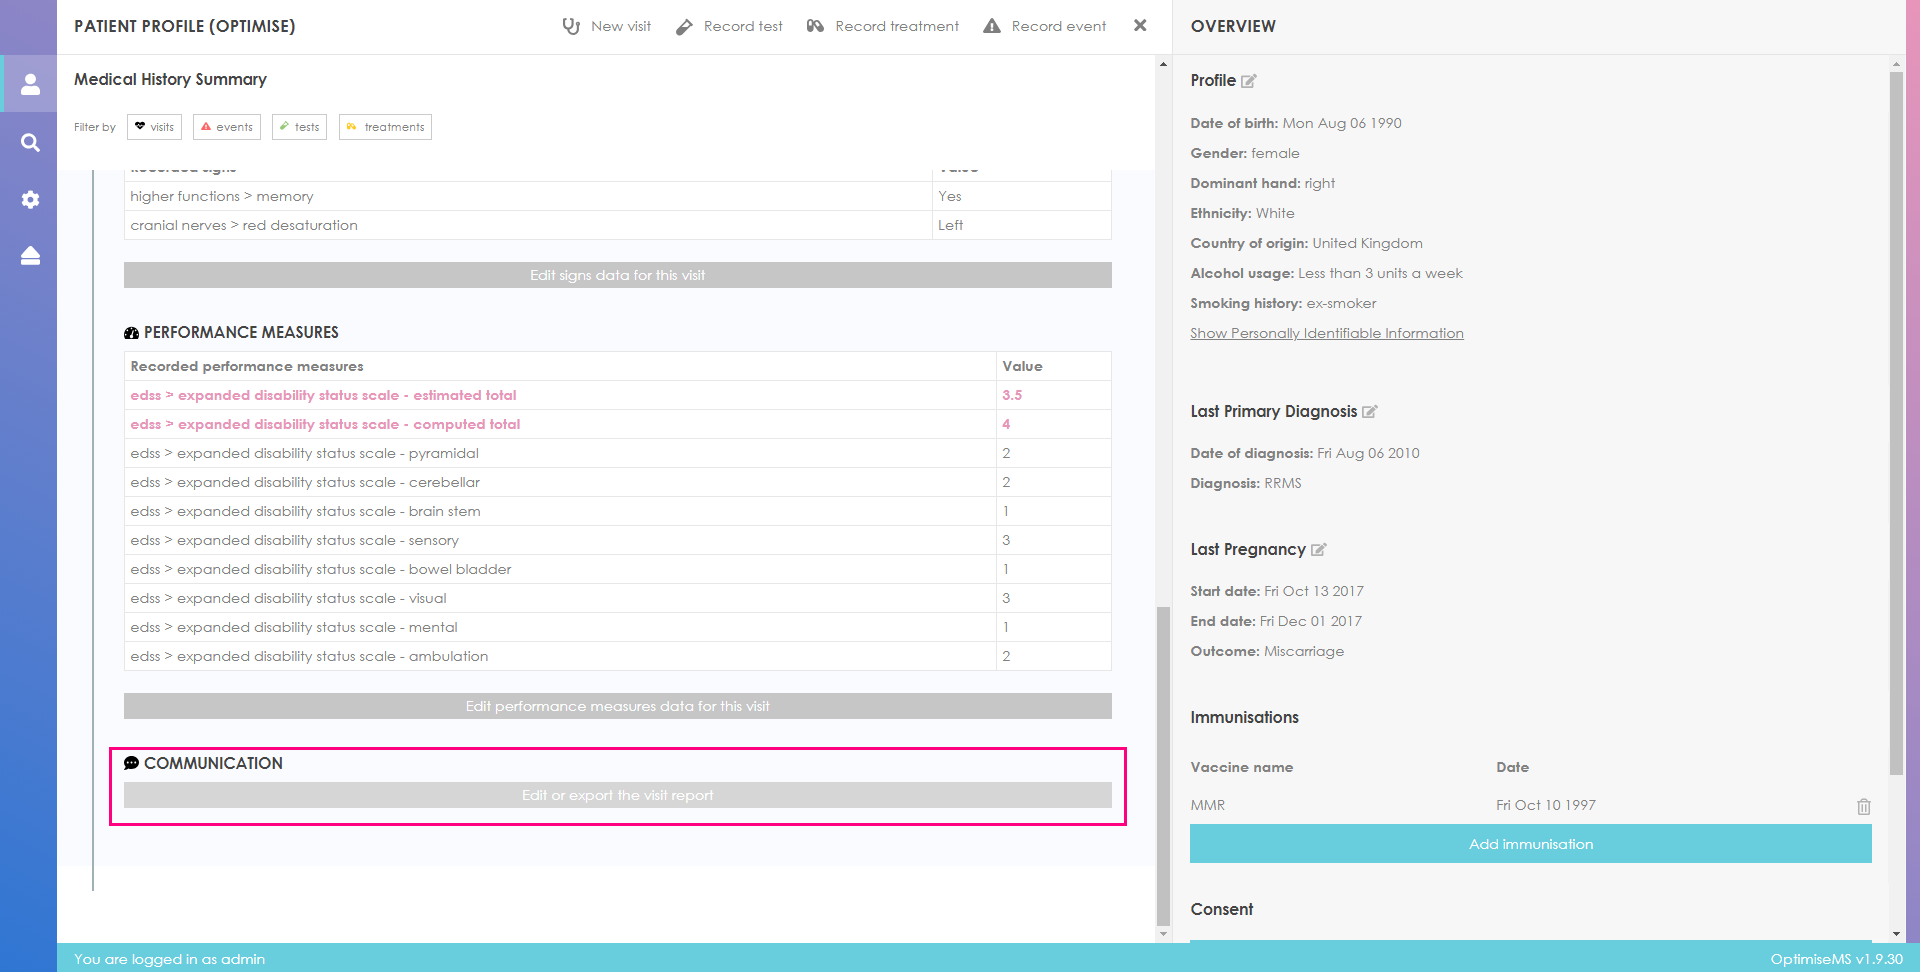 PATIENT PROFILE (OPTIMISE)
New visit
Record test
Record treatment
Record event
Medical History Summary
Filter by
visits
events
tests
treatments
Recorded signs Value
higher functions > memory Yes
cranial nerves > red desaturation Left
Edit signs data for this visit
PERFORMANCE MEASURES
Recorded performance measures Value
edss > expanded disability status scale - estimated total 3.5
edss > expanded disability status scale - computed total 4
edss > expanded disability status scale - pyramidal 2
edss > expanded disability status scale - cerebellar 2
edss > expanded disability status scale - brain stem 1
edss > expanded disability status scale - sensory 3
edss > expanded disability status scale - bowel bladder 1
edss > expanded disability status scale - visual 3
edss > expanded disability status scale - mental 1
edss > expanded disability status scale - ambulation 2
Edit performance measures data for this visit
COMMUNICATION
Edit or export the visit report
OVERVIEW
Profile
Date of birth: Mon Aug 06 1990
Gender: female
Dominant hand: right
Ethnicity: White
Country of origin: United Kingdom
Alcohol usage: Less than 3 units a week
Smoking history: ex-smoker
Show Personally Identifiable Information
Last Primary Diagnosis
Date of diagnosis: Fri Aug 06 2010
Diagnosis: RRMS
Last Pregnancy
Start date: Fri Oct 13 2017
End date: Fri Dec 01 2017
Outcome: Miscarriage
Immunisations
Vaccine name Date
MMR Fri Oct 10 1997
Add immunisation
Consent
You are logged in as admin
OptimiseMS v1.9.30